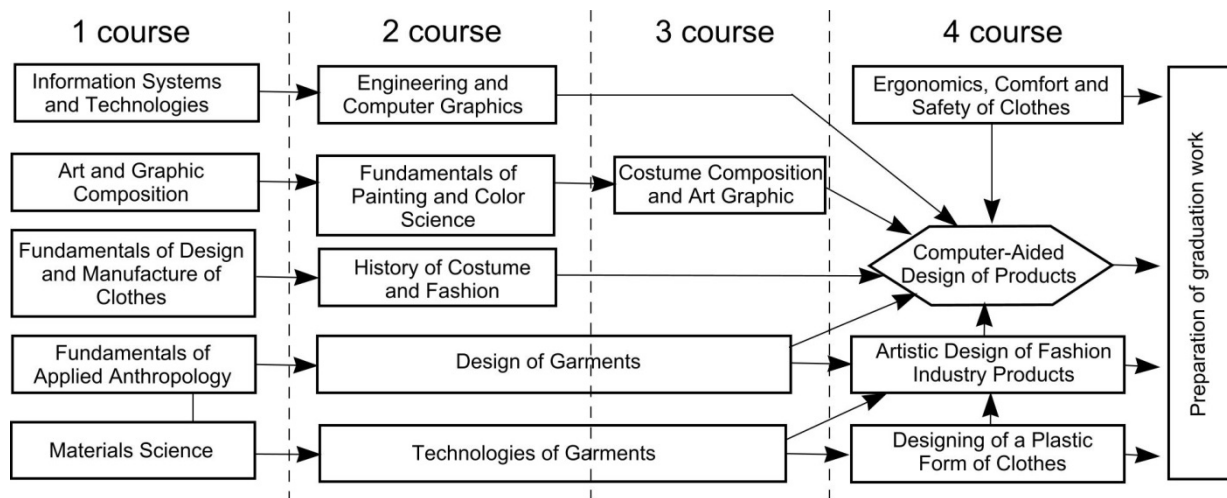 1 course
2 course
3 course
4 course
Information Systems
and Technologies
Engineering and
Computer Graphics
Ergonomics, Comfort and
Safety of Clothes
Art and Graphic
Composition
Fundamentals of
Painting and Color
Science
Costume Composition
and Art Graphic
Fundamentals of Design
and Manufacture of
Clothes
History of Costume
and Fashion
Computer-Aided
Design of Products
Fundamentals of
Applied Anthropology
Design of Garments
Artistic Design of Fashion
Industry Products
Materials Science
Technologies of Garments
Designing of a Plastic
Form of Clothes
Preparation of graduation work